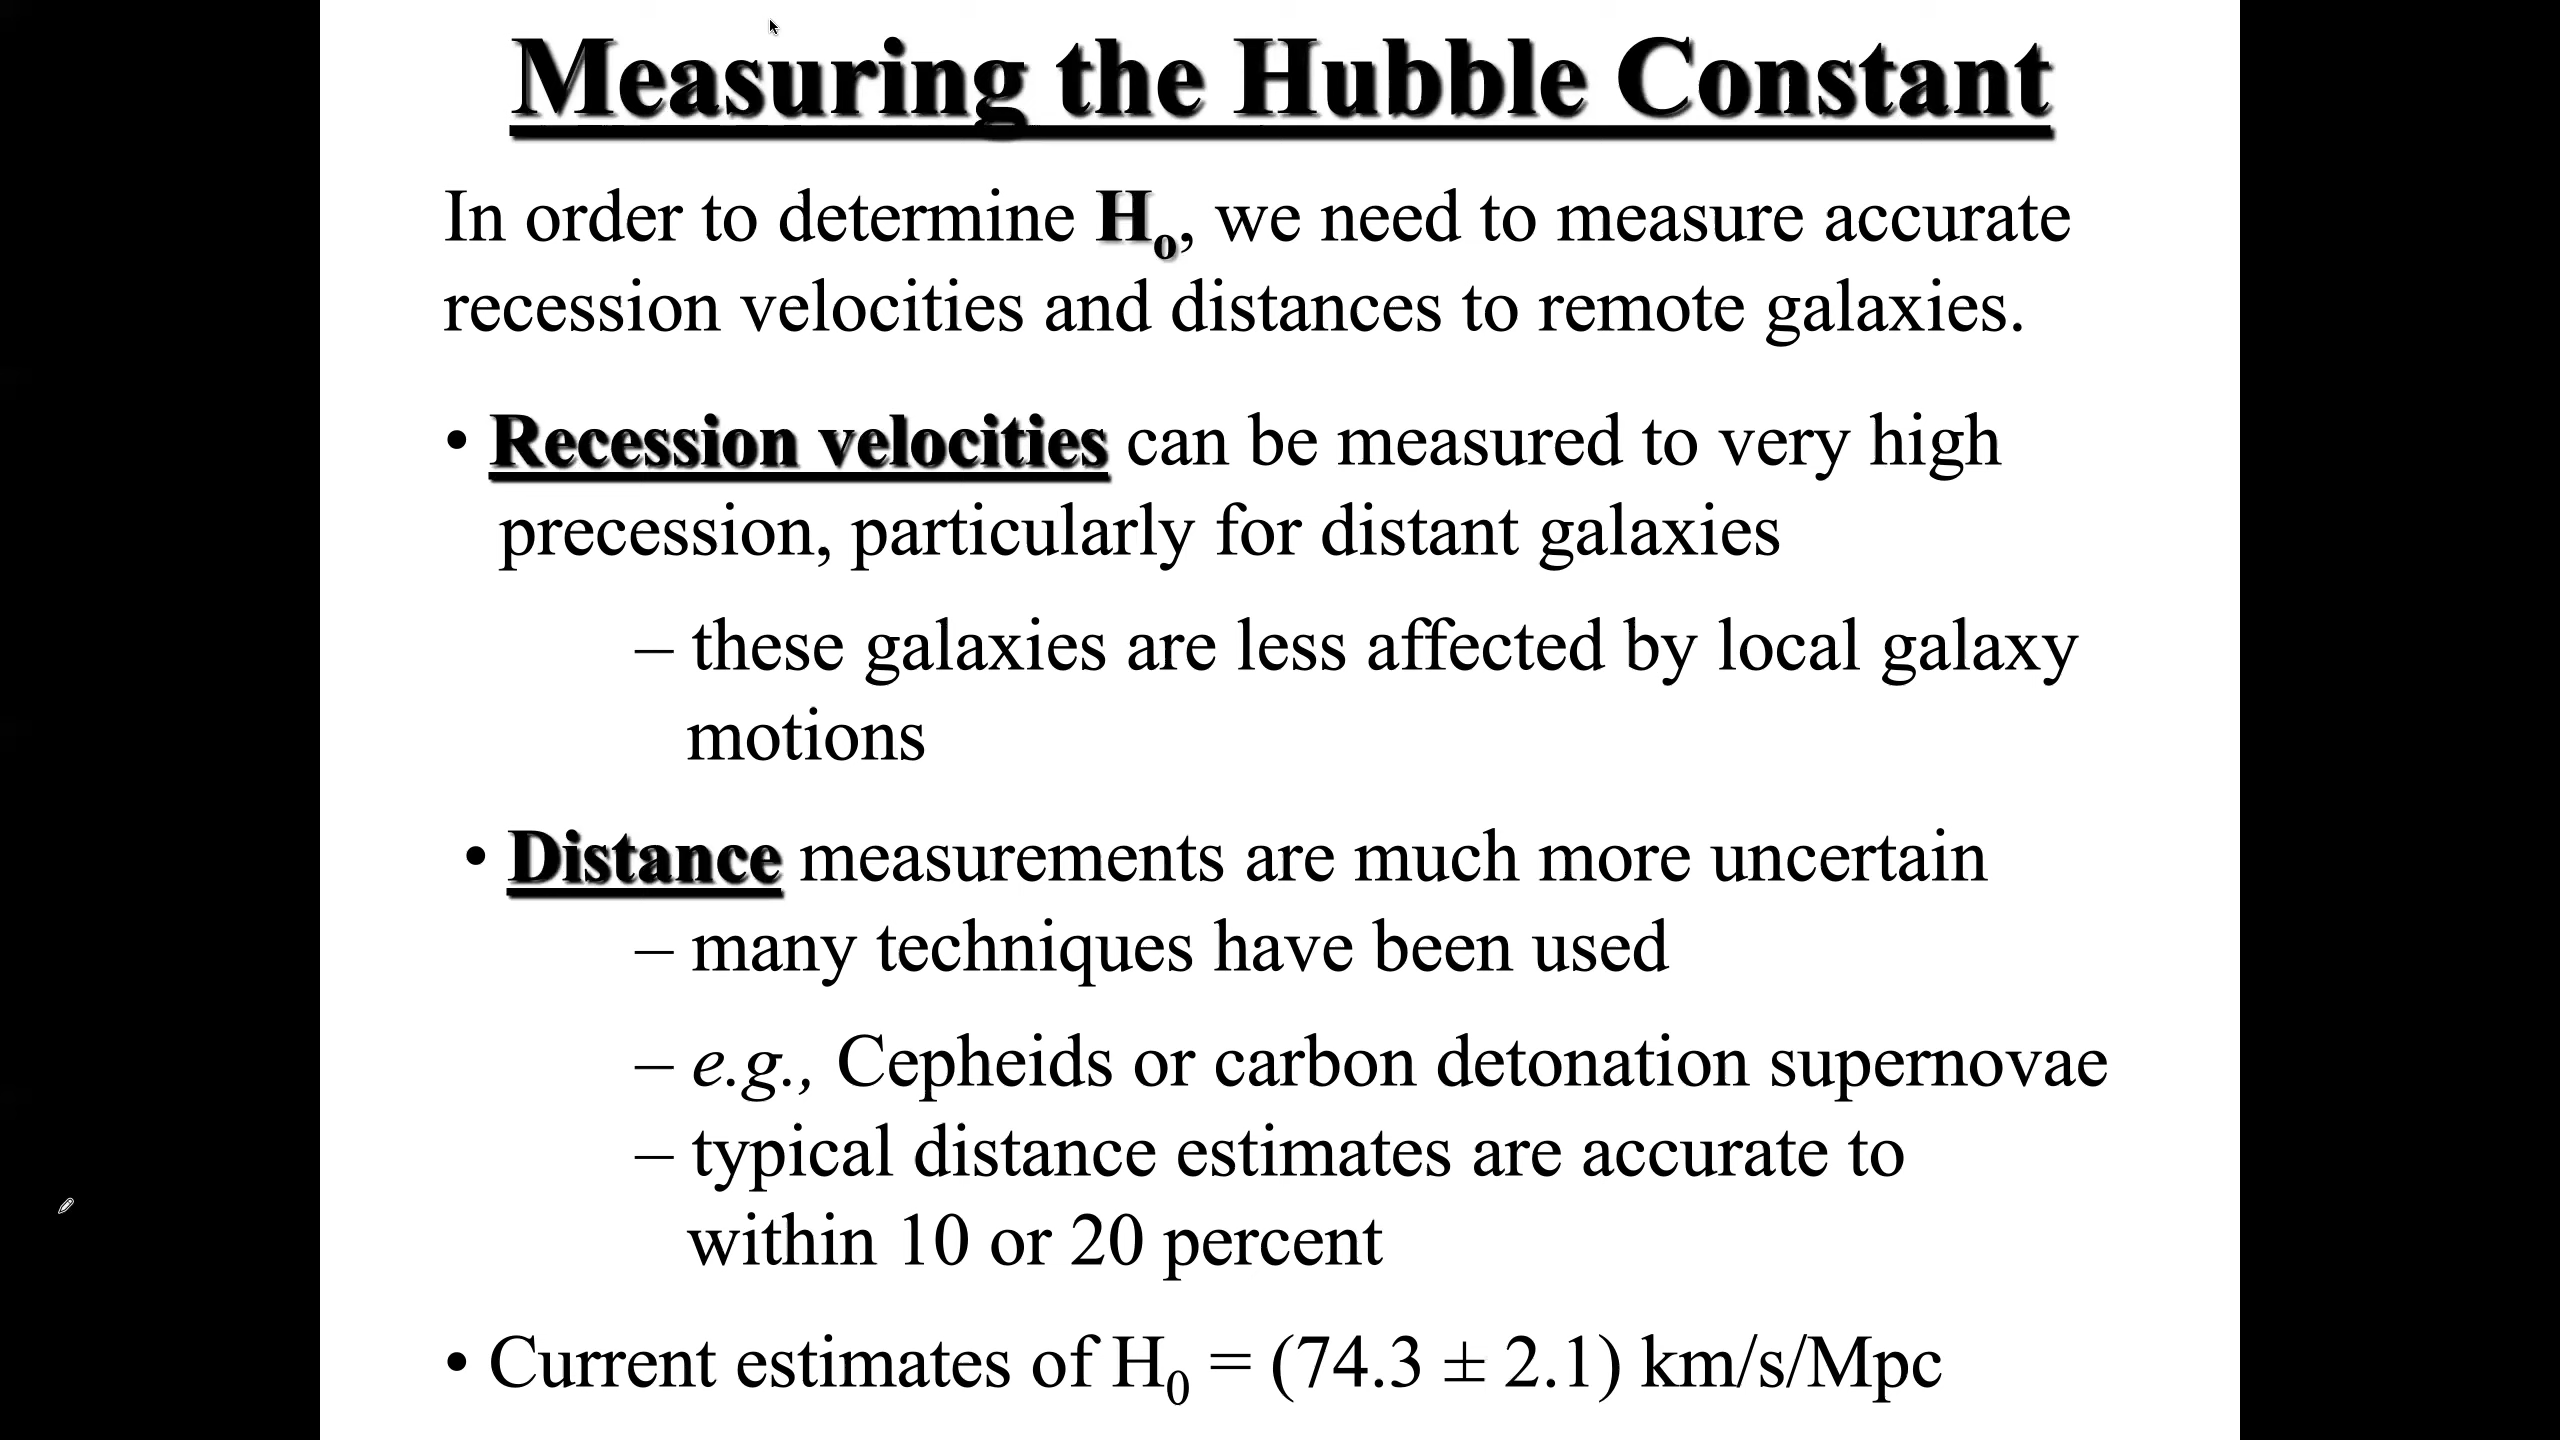 Measuring the Hubble Constant
In order to determine Hₒ, we need to measure accurate
recession velocities and distances to remote galaxies.
• Recession velocities can be measured to very high
precession, particularly for distant galaxies
– these galaxies are less affected by local galaxy
motions
• Distance measurements are much more uncertain
– many techniques have been used
– e.g., Cepheids or carbon detonation supernovae
– typical distance estimates are accurate to
within 10 or 20 percent
• Current estimates of H₀ = (74.3 ± 2.1) km/s/Mpc